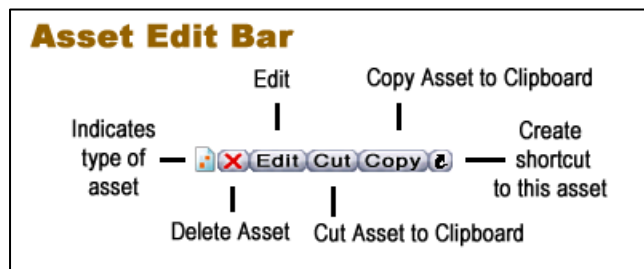 Asset Edit Bar
Edit
Copy Asset to Clipboard
Indicates
type of
asset
Edit Cut Copy
Create
shortcut
to this asset
Delete Asset
Cut Asset to Clipboard